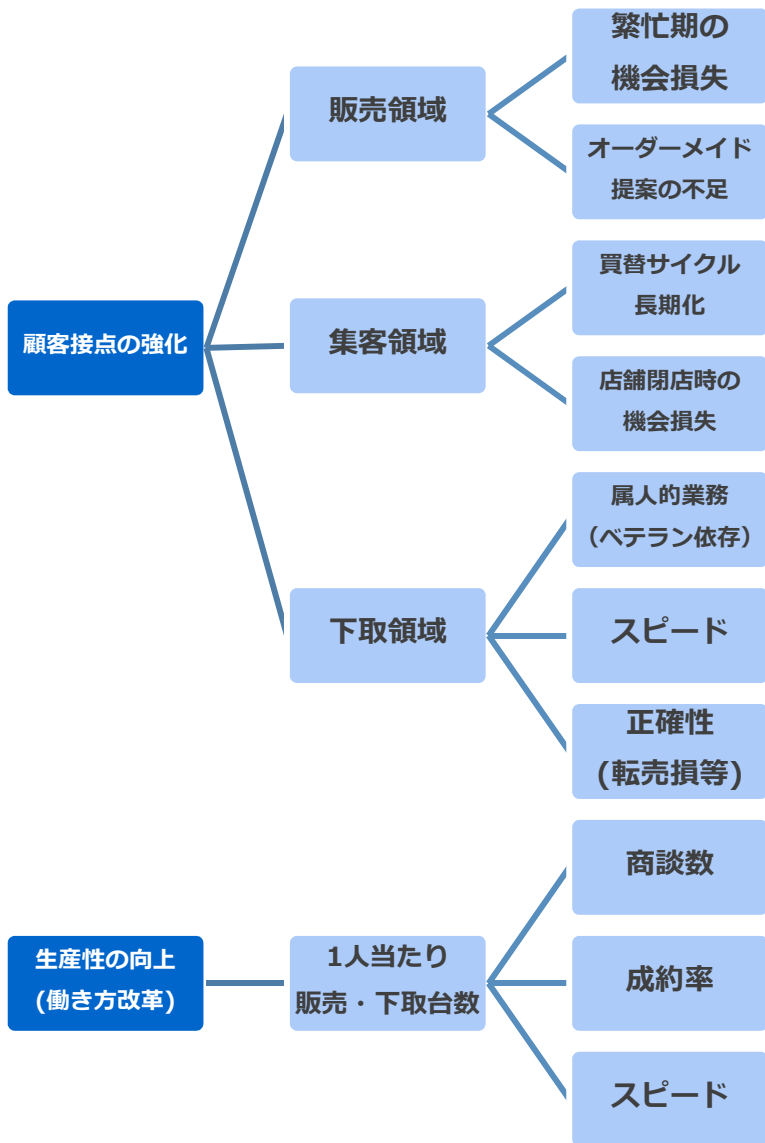 顧客接点の強化
販売領域
繁忙期の
機会損失
オーダーメイド
提案の不足
集客領域
買替サイクル
長期化
店舗閉店時の
機会損失
下取領域
属人的業務
（ベテラン依存）
スピード
正確性
(転売損等)
生産性の向上
(働き方改革)
1人当たり
販売・下取台数
商談数
成約率
スピード